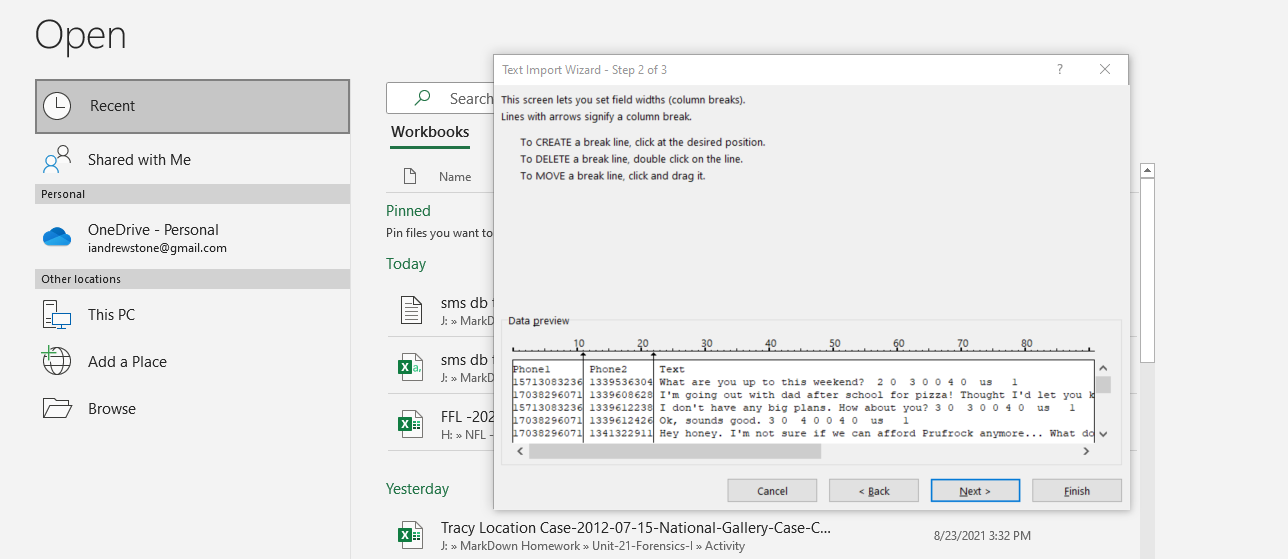 Open
Recent
Shared with Me
Personal
OneDrive - Personal
iandrewstone@gmail.com
Other locations
This PC
Add a Place
Browse
Search
Workbooks
Name
Pinned
Pin files you want to
Today
sms db
J: » MarkDown
sms db
J: » MarkDown
FFL -202
H: » NFL -
Yesterday
Tracy Location Case-2012-07-15-National-Gallery-Case-C...
J: » MarkDown Homework » Unit-21-Forensics-I » Activity
8/23/2021 3:32 PM
Text Import Wizard - Step 2 of 3
?
This screen lets you set field widths (column breaks).
Lines with arrows signify a column break.
To CREATE a break line, click at the desired position.
To DELETE a break line, double click on the line.
To MOVE a break line, click and drag it.
Data preview
10 20 30 40 50 60 70 80
Phone1 Phone2 Text
15713083236 1339536304 What are you up to this weekend? 2 0 3 0 0 4 0 us 1
17038296071 1339608628 I'm going out with dad after school for pizza! Thought I'd let you k
15713083236 1339612238 I don't have any big plans. How about you? 3 0 3 0 0 4 0 us 1
17038296071 1339612426 Ok, sounds good. 3 0 4 0 0 4 0 us 1
17038296071 1341322911 Hey honey. I'm not sure if we can afford Prufrock anymore... What do
Cancel
< Back
Next >
Finish